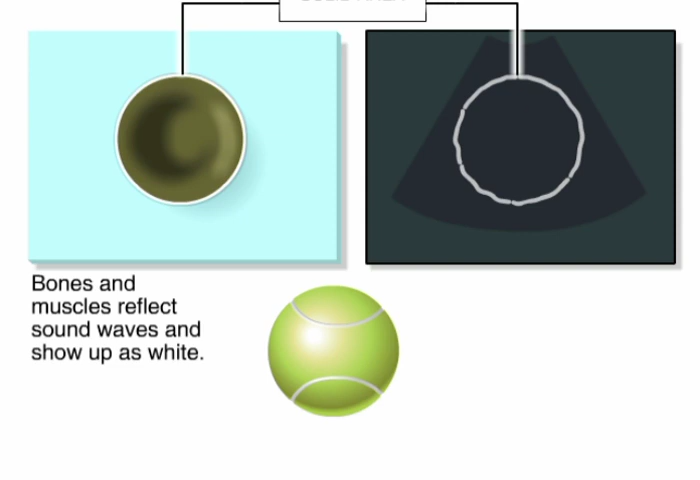 Bones and
muscles reflect
sound waves and
show up as white.